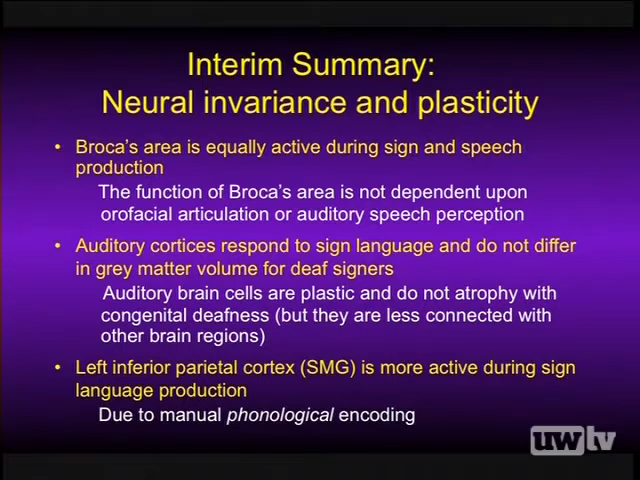 Interim Summary:
Neural invariance and plasticity
• Broca's area is equally active during sign and speech
production
The function of Broca's area is not dependent upon
orofacial articulation or auditory speech perception
• Auditory cortices respond to sign language and do not differ
in grey matter volume for deaf signers
Auditory brain cells are plastic and do not atrophy with
congenital deafness (but they are less connected with
other brain regions)
• Left inferior parietal cortex (SMG) is more active during sign
language production
Due to manual phonological encoding
uwtv